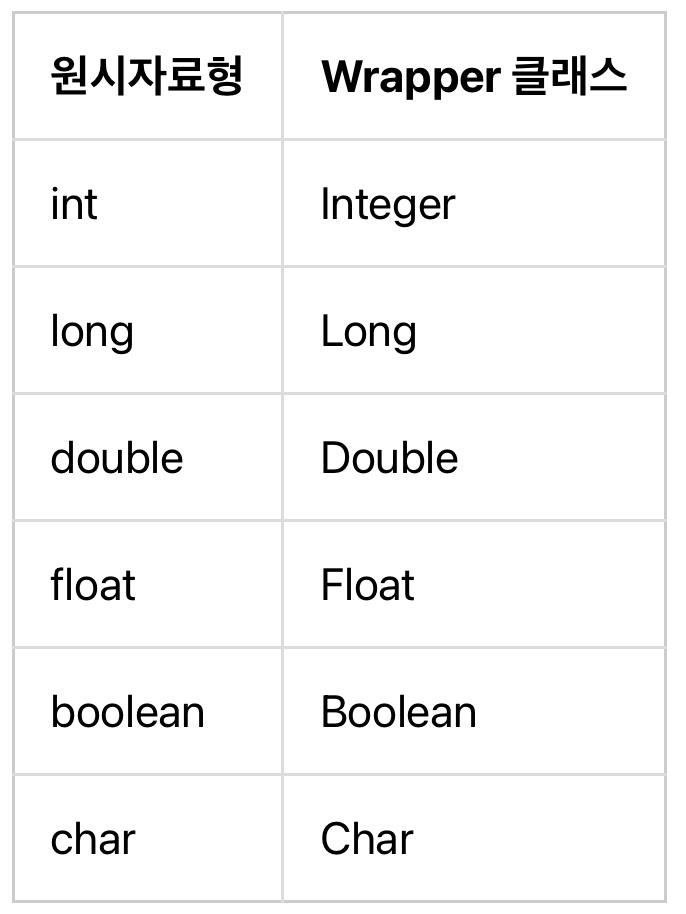 원시자료형 Wrapper 클래스
int Integer
long Long
double Double
float Float
boolean Boolean
char Char